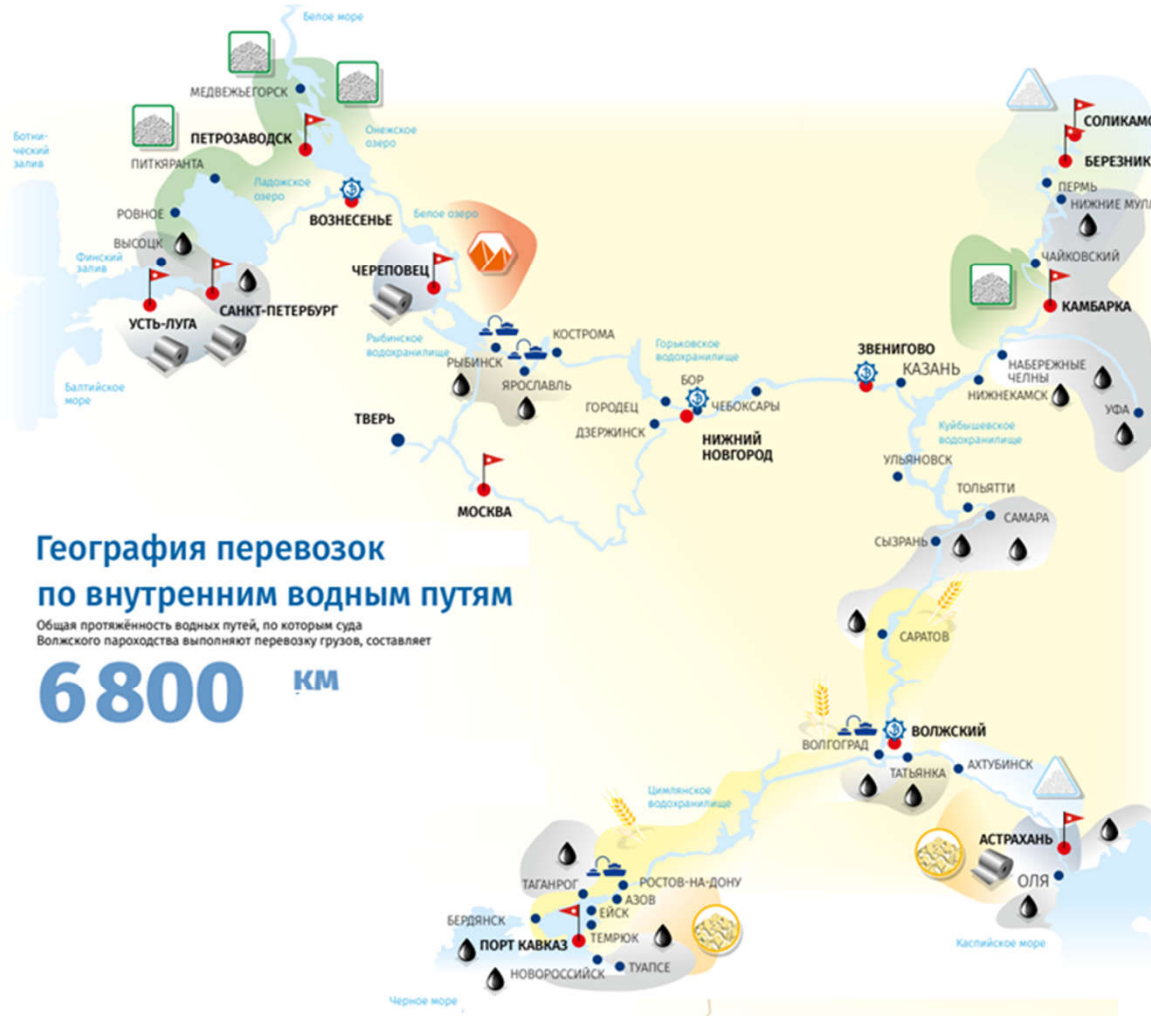 Белое море
МЕДВЕЖЬЕГОРСК
Онежское
озеро
ПЕТРОЗАВОДСК
Ботни-
ческий
залив
ПИТКЯРАНТА
Ладожское
озеро
РОВНОЕ
ВОЗНЕСЕНЬЕ
Белое озеро
ВЫСОЦК
Финский
залив
ЧЕРЕПОВЕЦ
САНКТ-ПЕТЕРБУРГ
УСТЬ-ЛУГА
Балтийское
море
Рыбинское
водохранилище
РЫБИНСК
КОСТРОМА
ЯРОСЛАВЛЬ
Горьковское
водохранилище
ТВЕРЬ
ГОРОДЕЦ
БОР
ЧЕБОКСАРЫ
ДЗЕРЖИНСК
НИЖНИЙ
НОВГОРОД
МОСКВА
ЗВЕНИГОВО
КАЗАНЬ
СОЛИКАМС
БЕРЕЗНИК
ПЕРМЬ
НИЖНИЕ МУЛЛ
ЧАЙКОВСКИЙ
КАМБАРКА
НАБЕРЕЖНЫЕ
ЧЕЛНЫ
НИЖНЕКАМСК
УФА
Куйбышевское
водохранилище
УЛЬЯНОВСК
ТОЛЬЯТТИ
САМАРА
СЫЗРАНЬ
География перевозок
по внутренним водным путям
Общая протяжённость водных путей, по которым суда
Волжского пароходства выполняют перевозку грузов, составляет
6 800 км
САРАТОВ
ВОЛЖСКИЙ
ВОЛГОГРАД
ТАТЬЯНКА
АХТУБИНСК
Цимлянское
водохранилище
АСТРАХАНЬ
ОЛЯ
Каспийское море
ТАГАНРОГ
РОСТОВ-НА-ДОНУ
АЗОВ
ЕЙСК
БЕРДЯНСК
ТЕМРЮК
ПОРТ КАВКАЗ
НОВОРОССИЙСК
ТУАПСЕ
Черное море